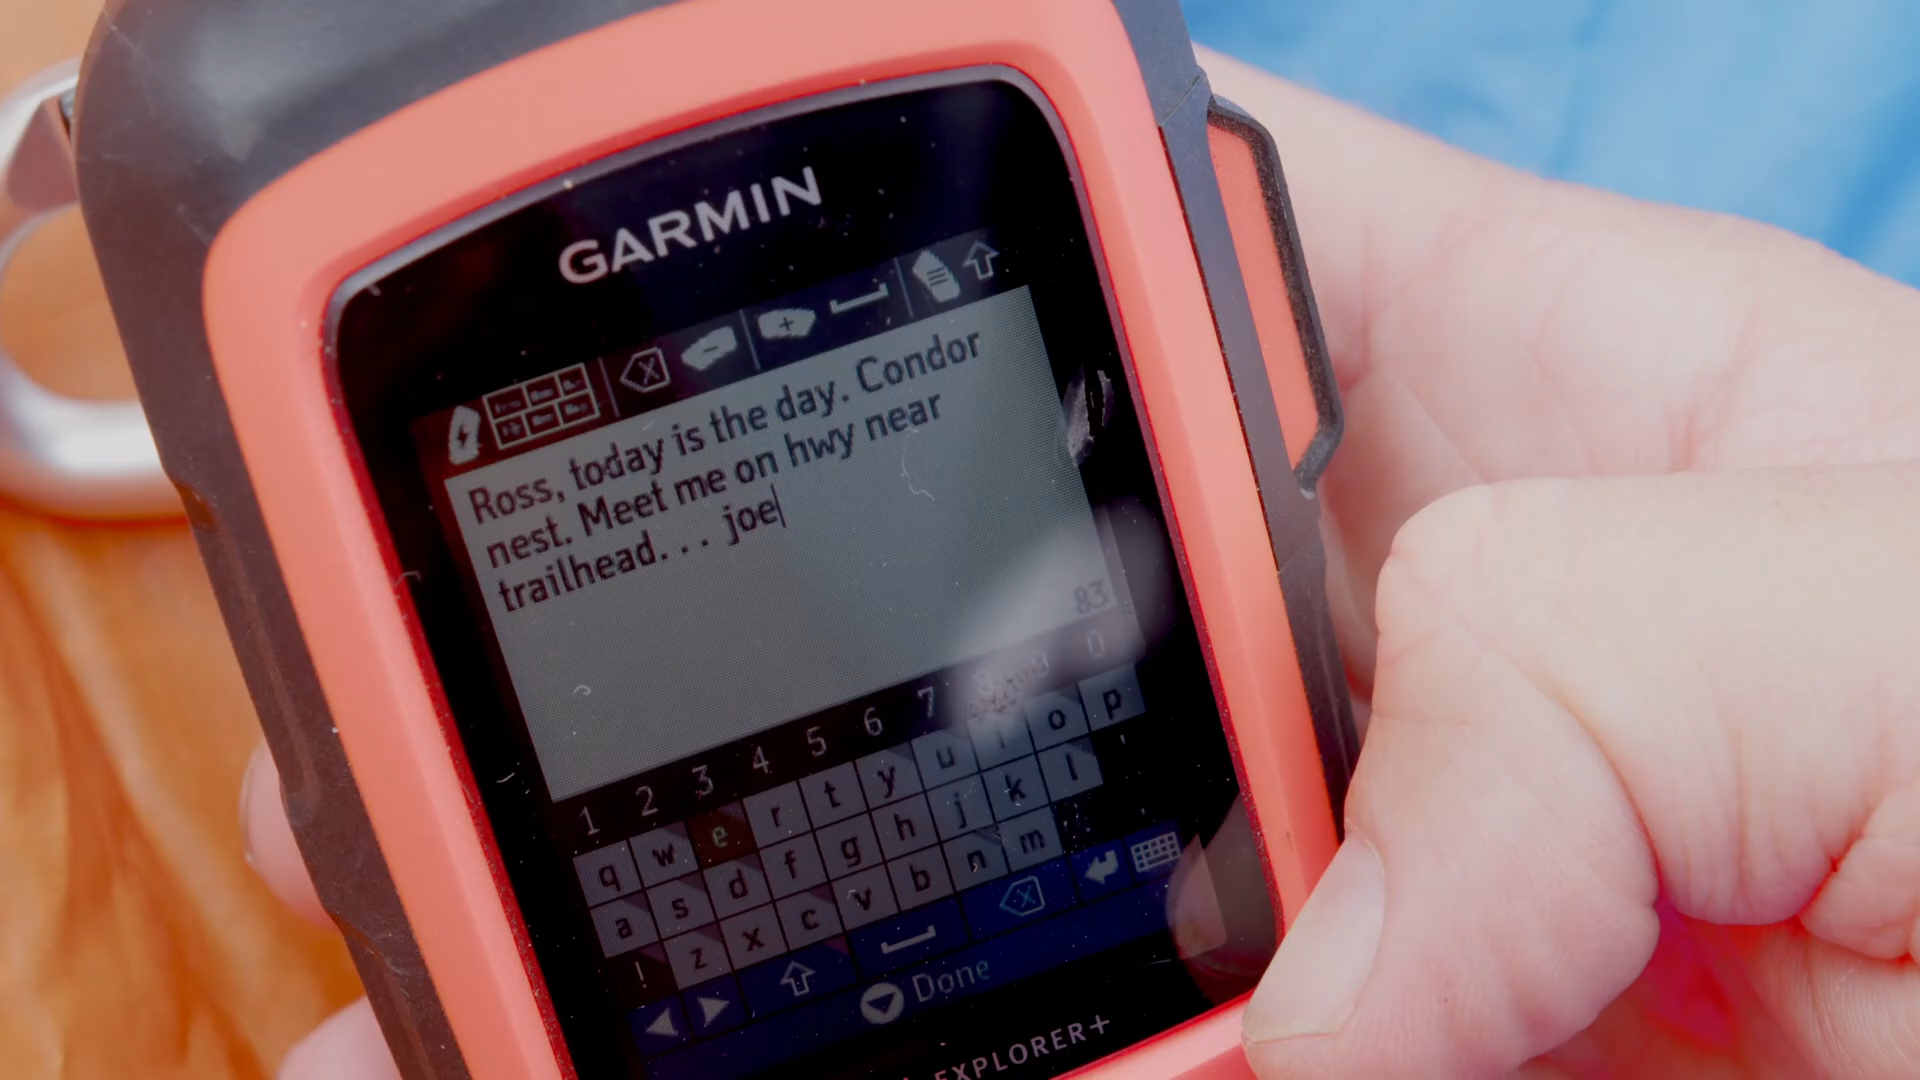 GARMIN
Ross, today is the day. Condor
nest. Meet me on hwy near
trailhead. . . joe
83
1 2 3 4 5 6 7 0
q w e r t y u i o p
a s d f g h j k l '
! z x c v b n m
Done
EXPLORER+